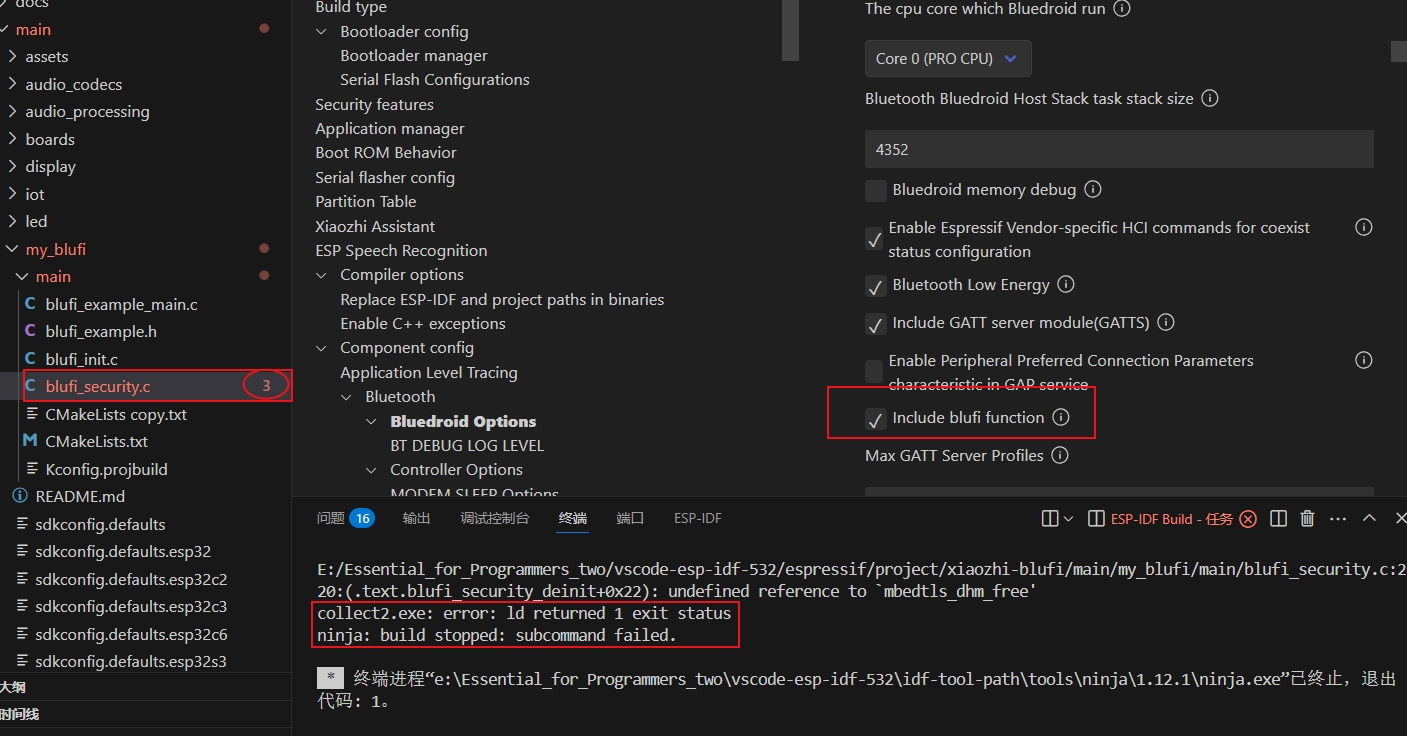 docs
main
assets
audio_codecs
audio_processing
boards
display
iot
led
my_blufi
main
C blufi_example_main.c
C blufi_example.h
C blufi_init.c
C blufi_security.c 3
CMakeLists copy.txt
M CMakeLists.txt
Kconfig.projbuild
README.md
sdkconfig.defaults
sdkconfig.defaults.esp32
sdkconfig.defaults.esp32c2
sdkconfig.defaults.esp32c3
sdkconfig.defaults.esp32c6
sdkconfig.defaults.esp32s3
大纲
时间线
Build type
Bootloader config
Bootloader manager
Serial Flash Configurations
Security features
Application manager
Boot ROM Behavior
Serial flasher config
Partition Table
Xiaozhi Assistant
ESP Speech Recognition
Compiler options
Replace ESP-IDF and project paths in binaries
Enable C++ exceptions
Component config
Application Level Tracing
Bluetooth
Bluedroid Options
BT DEBUG LOG LEVEL
Controller Options
MODEM SLEEP Options
The cpu core which Bluedroid run
Core 0 (PRO CPU)
Bluetooth Bluedroid Host Stack task stack size
4352
Bluedroid memory debug
Enable Espressif Vendor-specific HCI commands for coexist
status configuration
Bluetooth Low Energy
Include GATT server module(GATTS)
Enable Peripheral Preferred Connection Parameters
characteristic in GAP service
Include blufi function
Max GATT Server Profiles
问题 16 输出 调试控制台 终端 端口 ESP-IDF
ESP-IDF Build - 任务
E:/Essential_for_Programmers_two/vscode-esp-idf-532/espressif/project/xiaozhi-blufi/main/my_blufi/main/blufi_security.c:2
20:(.text.blufi_security_deinit+0x22): undefined reference to `mbedtls_dhm_free'
collect2.exe: error: ld returned 1 exit status
ninja: build stopped: subcommand failed.
* 终端进程“e:\Essential_for_Programmers_two\vscode-esp-idf-532\idf-tool-path\tools\ninja\1.12.1\ninja.exe”已终止，退出
代码: 1。